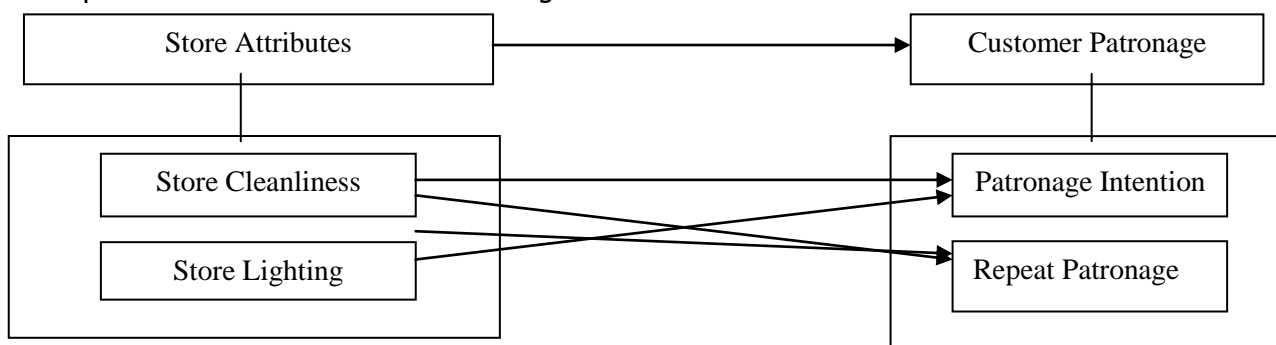 Store Attributes
Customer Patronage
Store Cleanliness
Patronage Intention
Store Lighting
Repeat Patronage